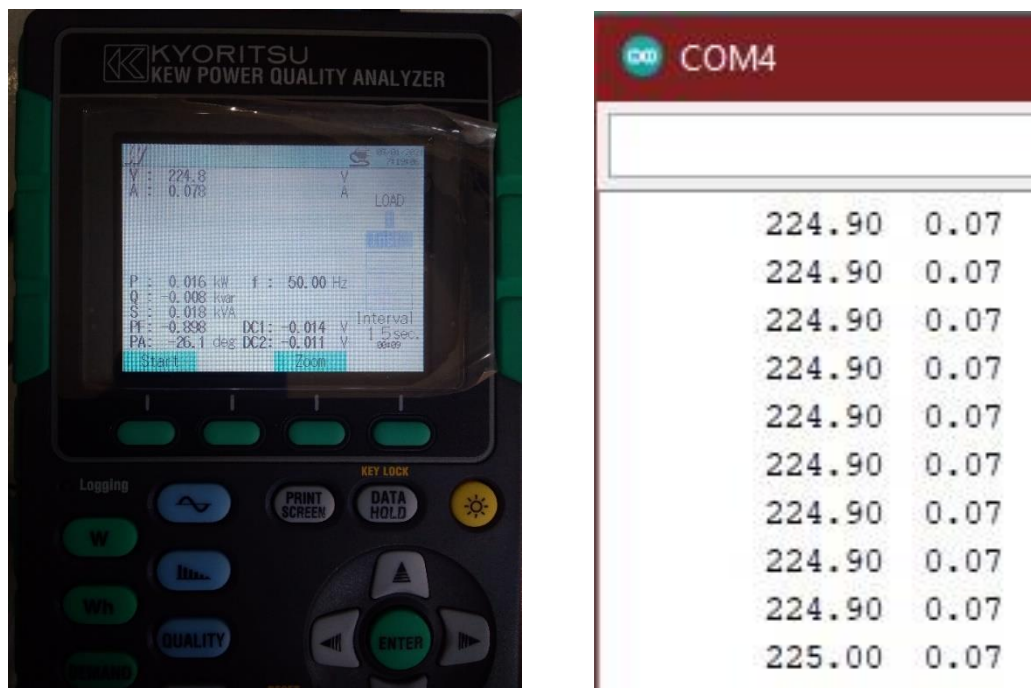 KYORITSU
KEW POWER QUALITY ANALYZER
W
V : 224.8 V
A : 0.078 A
LOAD
P : 0.016 kW f : 50.00 Hz
Q : -0.008 kvar
S : 0.018 kVA
PF: -0.898 DC1: -0.014 V
PA: -26.1 deg DC2: -0.011 V
Interval
1 5sec.
Start Zoom
KEY LOCK
Logging
PRINT
SCREEN
DATA
HOLD
W
Wh
QUALITY
ENTER
DEMAND
COM4
224.90 0.07
224.90 0.07
224.90 0.07
224.90 0.07
224.90 0.07
224.90 0.07
224.90 0.07
224.90 0.07
224.90 0.07
225.00 0.07